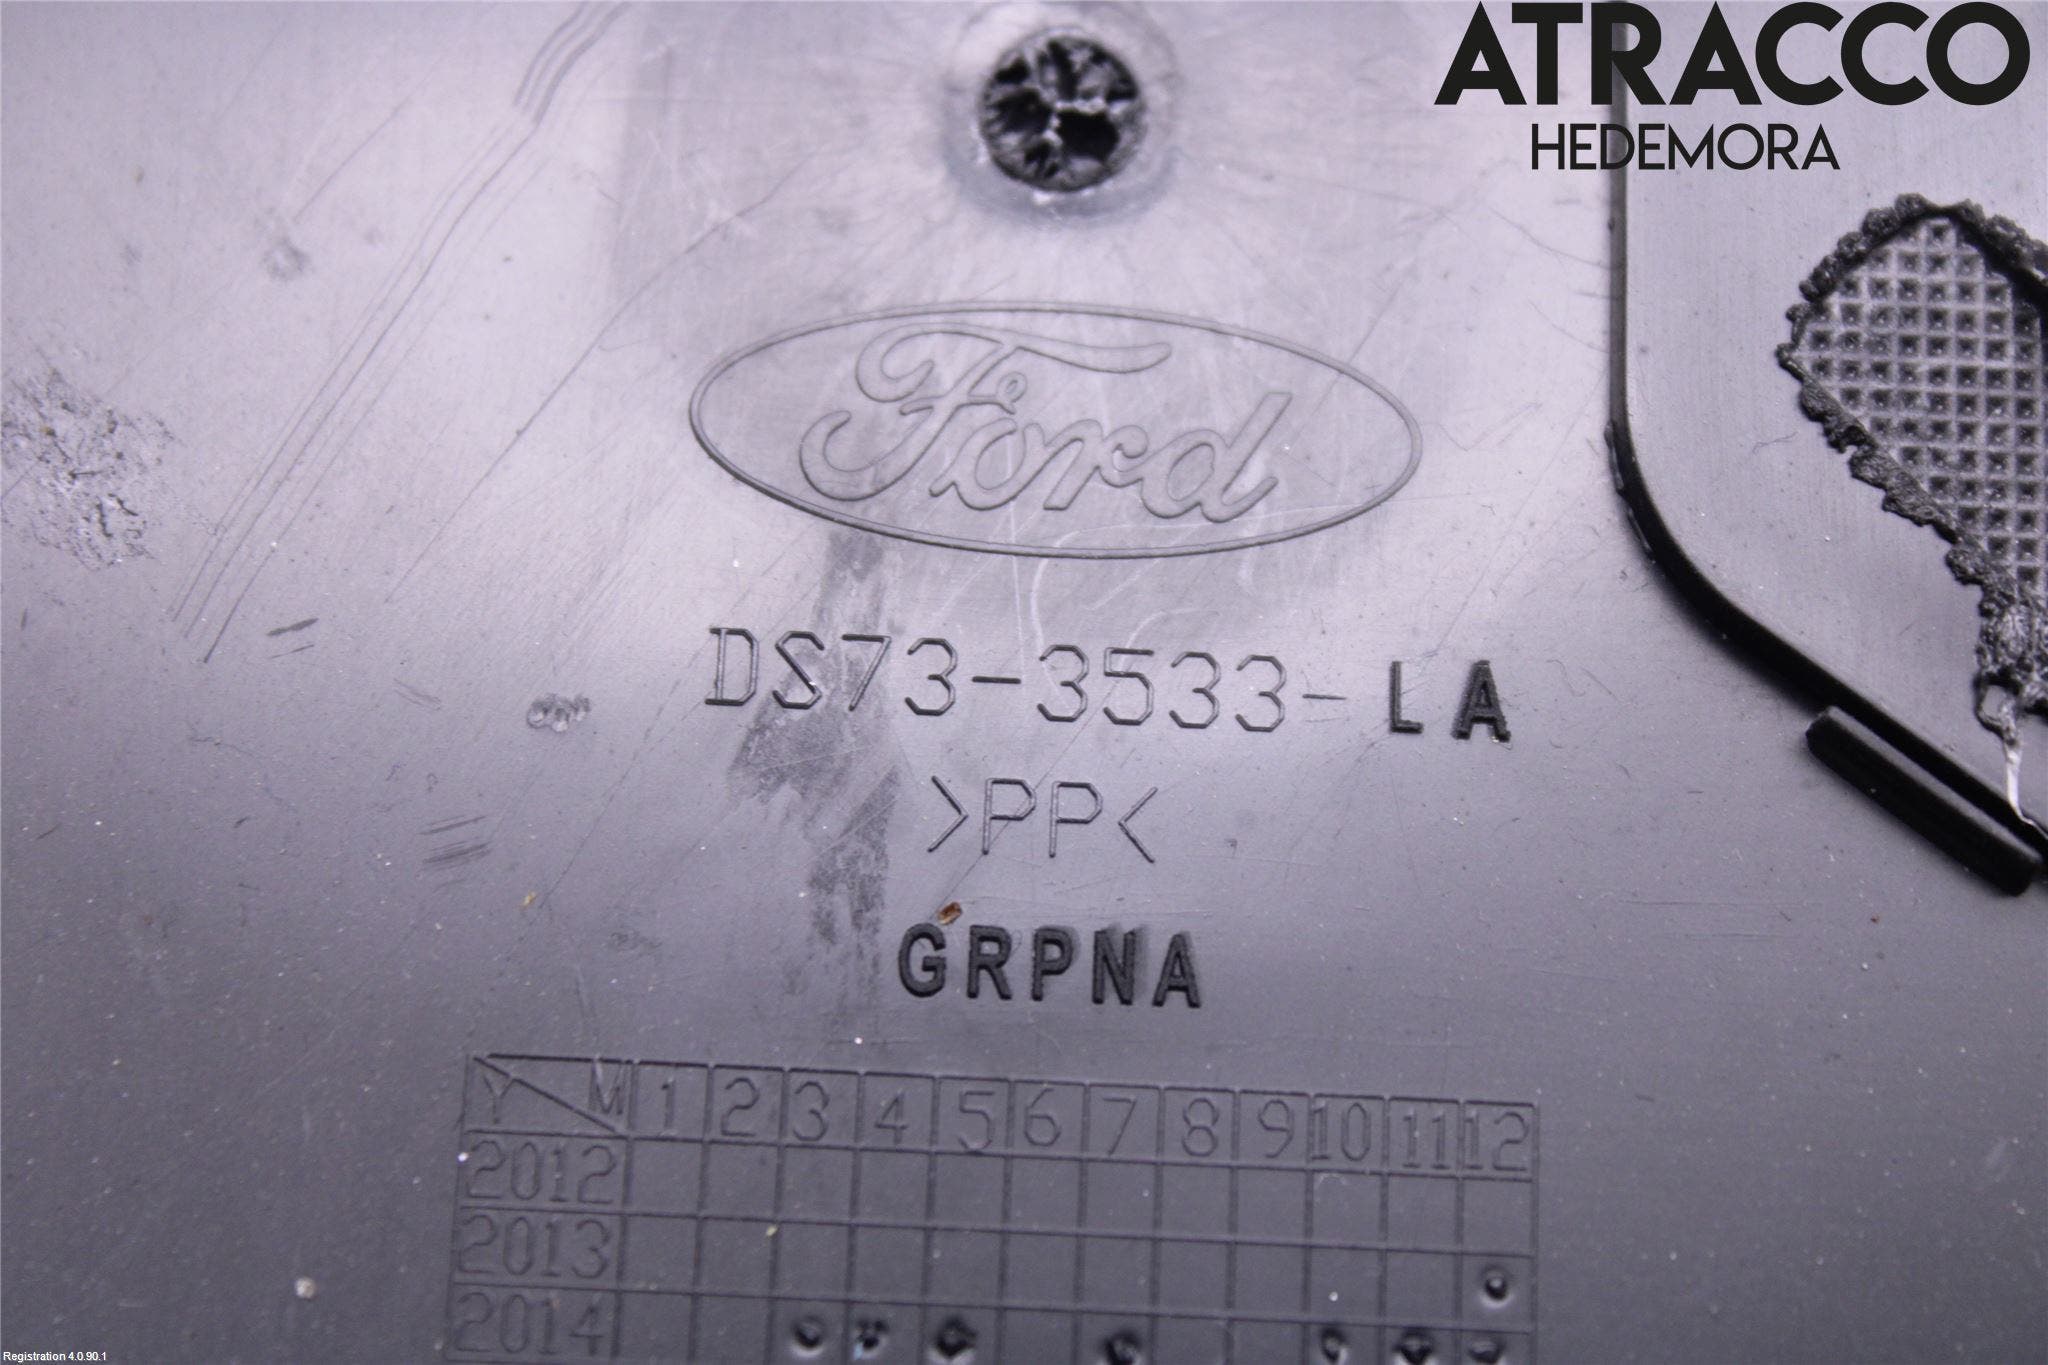 ATRACCO
HEDEMORA
Ford
DS73-3533-LA
>PP<
GRPNA
Y M 1 2 3 4 5 6 7 8 9 10 11 12
2012
2013
2014
Registration 4.0.90.1